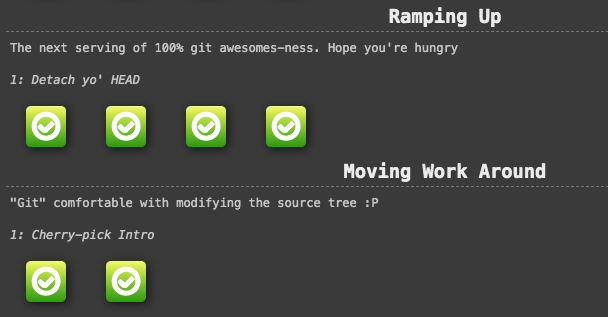 Ramping Up
The next serving of 100% git awesomes-ness. Hope you're hungry
1: Detach yo' HEAD
Moving Work Around
"Git" comfortable with modifying the source tree :P
1: Cherry-pick Intro